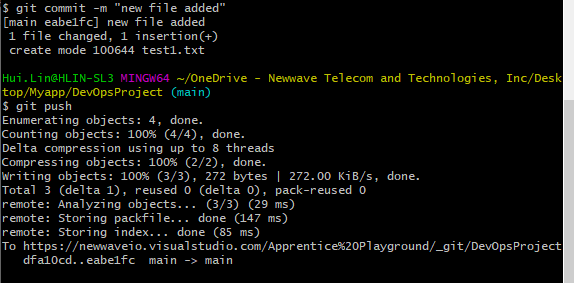 $ git commit -m "new file added"
[main eabe1fc] new file added
 1 file changed, 1 insertion(+)
 create mode 100644 test1.txt

Hui.Lin@HLIN-SL3 MINGW64 ~/OneDrive - Newwave Telecom and Technologies, Inc/Desk
top/Myapp/DevOpsProject (main)
$ git push
Enumerating objects: 4, done.
Counting objects: 100% (4/4), done.
Delta compression using up to 8 threads
Compressing objects: 100% (2/2), done.
Writing objects: 100% (3/3), 272 bytes | 272.00 KiB/s, done.
Total 3 (delta 1), reused 0 (delta 0), pack-reused 0
remote: Analyzing objects... (3/3) (29 ms)
remote: Storing packfile... done (147 ms)
remote: Storing index... done (85 ms)
To https://newwaveio.visualstudio.com/Apprentice%20Playground/_git/DevOpsProject
   dfa10cd..eabe1fc  main -> main